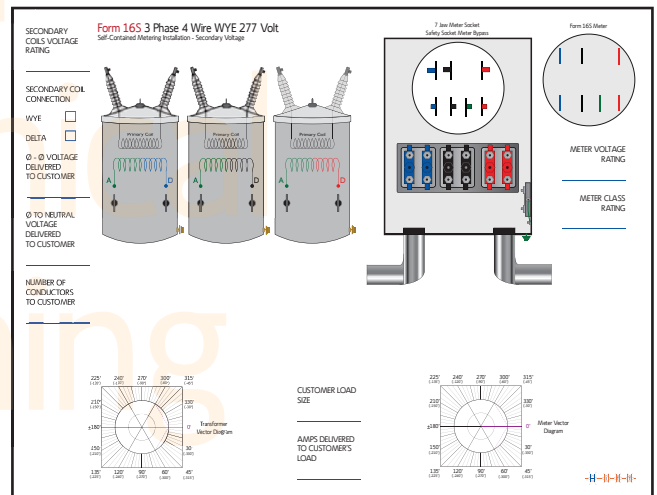 Form 16S 3 Phase 4 Wire WYE 277 Volt
Self-Contained Metering Installation - Secondary Voltage
SECONDARY
COILS VOLTAGE
RATING
SECONDARY COIL
CONNECTION
WYE
DELTA
Ø - Ø VOLTAGE
DELIVERED
TO CUSTOMER
Ø TO NEUTRAL
VOLTAGE
DELIVERED
TO CUSTOMER
NUMBER OF
CONDUCTORS
TO CUSTOMER
Primary Coil
A
D
Primary Coil
A
D
Primary Coil
A
D
7 Jaw Meter Socket
Safety Socket Meter Bypass
Form 16S Meter
METER VOLTAGE
RATING
METER CLASS
RATING
225° 240° 270° 300° 315°
210° 330°
±180° 0°
150° 30°
135° 120° 90° 60° 45°
Transformer
Vector Diagram
CUSTOMER LOAD
SIZE
AMPS DELIVERED
TO CUSTOMER'S
LOAD
225° 240° 270° 300° 315°
210° 330°
±180° 0°
150° 30°
135° 120° 90° 60° 45°
Meter Vector
Diagram
-H-H-H-H-